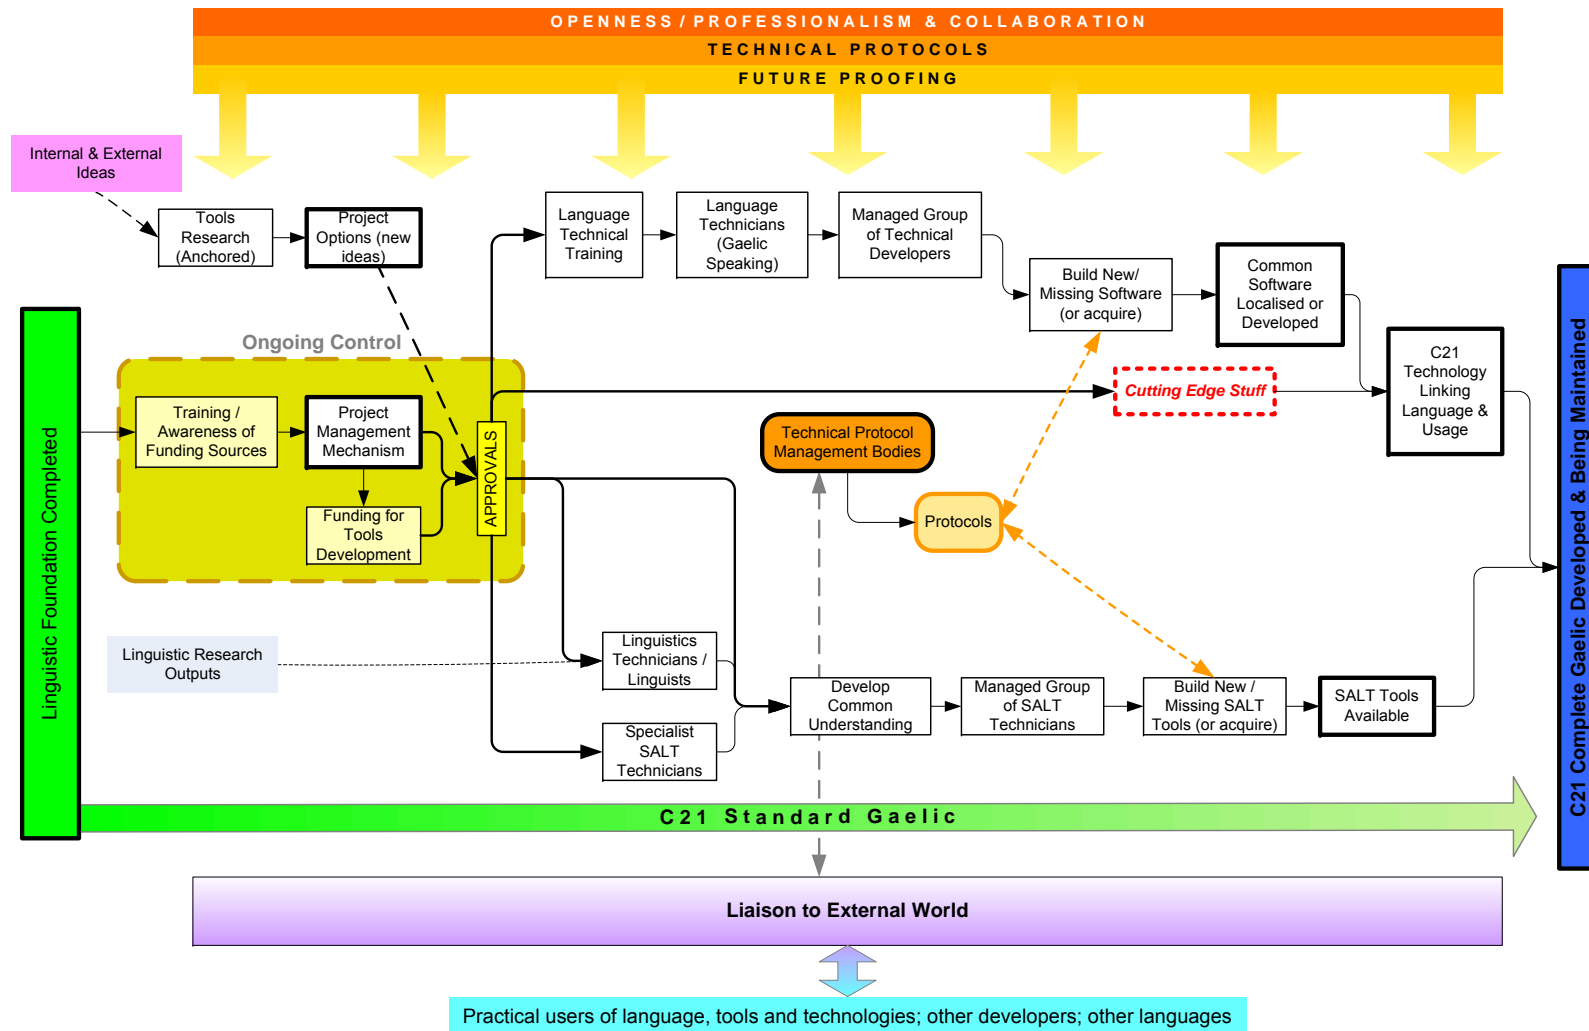 OPENNESS / PROFESSIONALISM & COLLABORATION
TECHNICAL PROTOCOLS
FUTURE PROOFING
Internal & External
Ideas
Tools
Research
(Anchored)
Project
Options (new
ideas)
Language
Technical
Training
Language
Technicians
(Gaelic
Speaking)
Managed Group
of Technical
Developers
Build New/
Missing Software
(or acquire)
Common
Software
Localised or
Developed
C21
Technology
Linking
Language &
Usage
Cutting Edge Stuff
Ongoing Control
Training /
Awareness of
Funding Sources
Project
Management
Mechanism
Funding for
Tools
Development
APPROVALS
Technical Protocol
Management Bodies
Protocols
Linguistic Foundation Completed
Linguistic Research
Outputs
Linguistics
Technicians /
Linguists
Specialist
SALT
Technicians
Develop
Common
Understanding
Managed Group
of SALT
Technicians
Build New /
Missing SALT
Tools (or acquire)
SALT Tools
Available
C21 Complete Gaelic Developed & Being Maintained
C21 Standard Gaelic
Liaison to External World
Practical users of language, tools and technologies; other developers; other languages